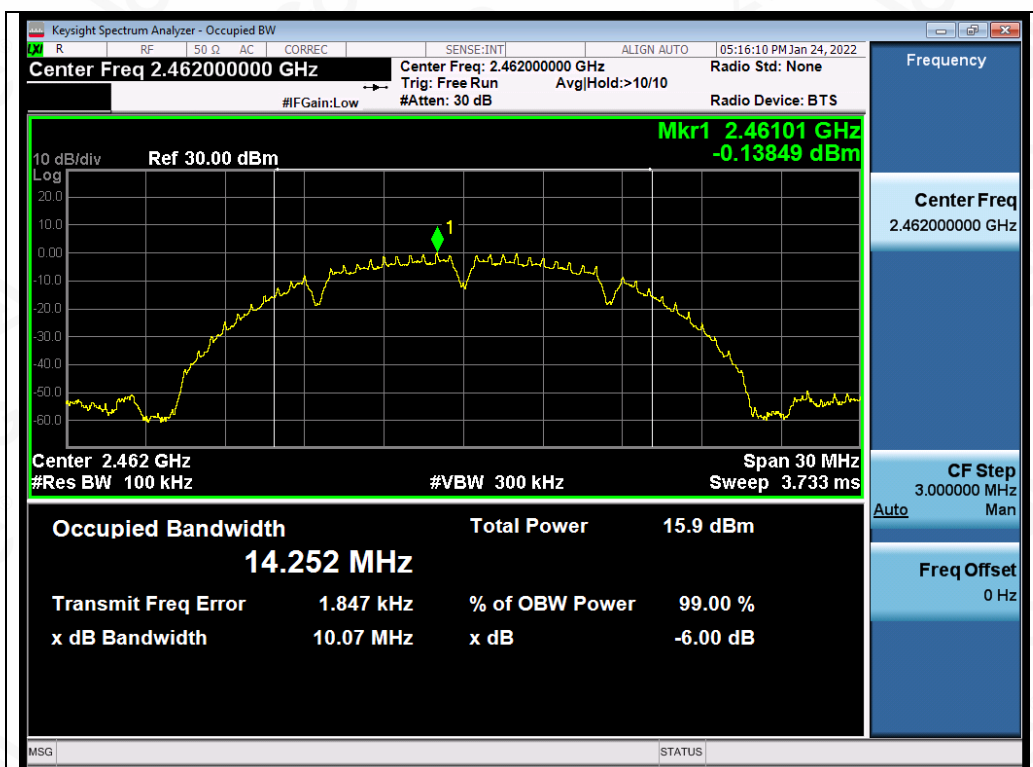 Keysight Spectrum Analyzer - Occupied BW
LXI R RF 50 Ω AC CORREC SENSE:INT ALIGN AUTO 05:16:10 PM Jan 24, 2022
Center Freq 2.462000000 GHz
Center Freq: 2.462000000 GHz
Radio Std: None
Trig: Free Run Avg|Hold:>10/10
#IFGain:Low
#Atten: 30 dB
Radio Device: BTS
Frequency
Mkr1 2.46101 GHz
-0.13849 dBm
10 dB/div Ref 30.00 dBm
Log
20.0
10.0
0.00
-10.0
-20.0
-30.0
-40.0
-50.0
-60.0
1
Center 2.462 GHz
Span 30 MHz
#Res BW 100 kHz
#VBW 300 kHz
Sweep 3.733 ms
Center Freq
2.462000000 GHz
CF Step
3.000000 MHz
Auto Man
Freq Offset
0 Hz
Occupied Bandwidth
14.252 MHz
Total Power 15.9 dBm
Transmit Freq Error 1.847 kHz
% of OBW Power 99.00 %
x dB Bandwidth 10.07 MHz
x dB -6.00 dB
MSG
STATUS